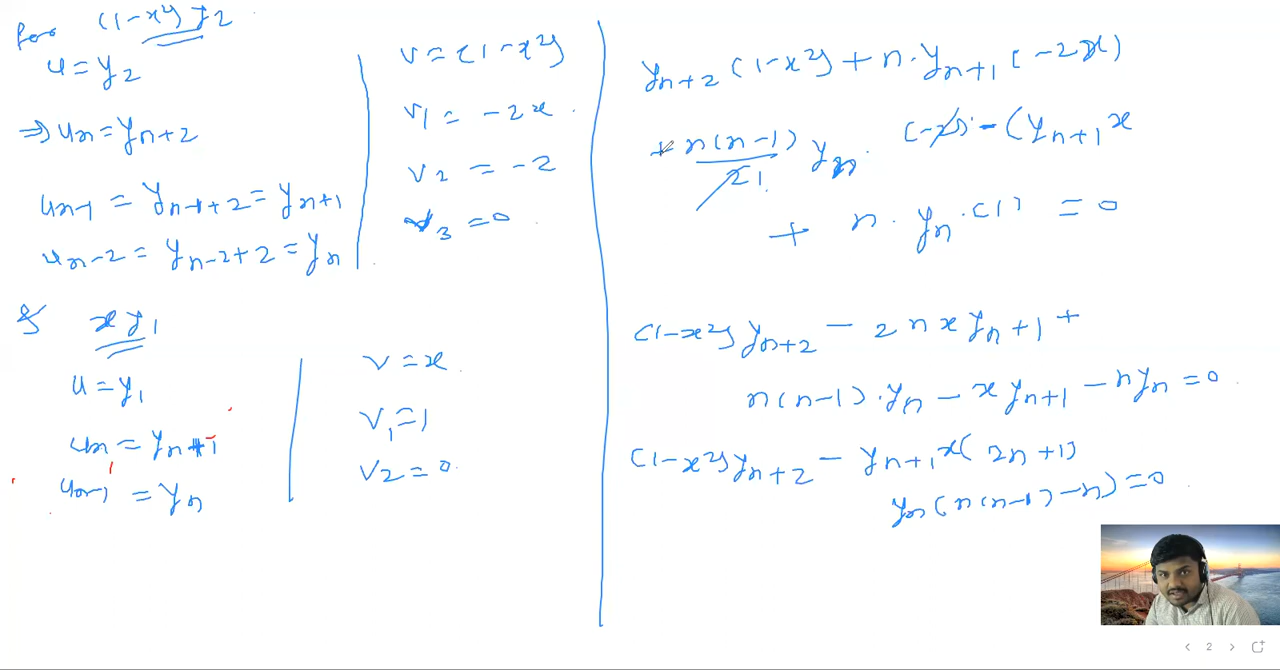 for (1-x²) y₂
u = y₂
⇒ uₙ = yₙ₊₂
uₙ₋₁ = yₙ₋₁₊₂ = yₙ₊₁
uₙ₋₂ = yₙ₋₂₊₂ = yₙ
v = (1-x²)
v₁ = -2x
v₂ = -2
v₃ = 0
& x y₁
u = y₁
uₙ = yₙ₊₁
uₙ₋₁ = yₙ
v = x
v₁ = 1
v₂ = 0
yₙ₊₂ (1-x²) + n · yₙ₊₁ (-2x)
+ n(n-1)/2! yₙ · (-2) - (yₙ₊₁ x
+ n · yₙ · (1) = 0
(1-x²) yₙ₊₂ - 2nx yₙ₊₁ +
n(n-1) · yₙ - x yₙ₊₁ - n yₙ = 0
(1-x²) yₙ₊₂ - yₙ₊₁ x (2n+1)
yₙ (n(n-1) - n) = 0
2